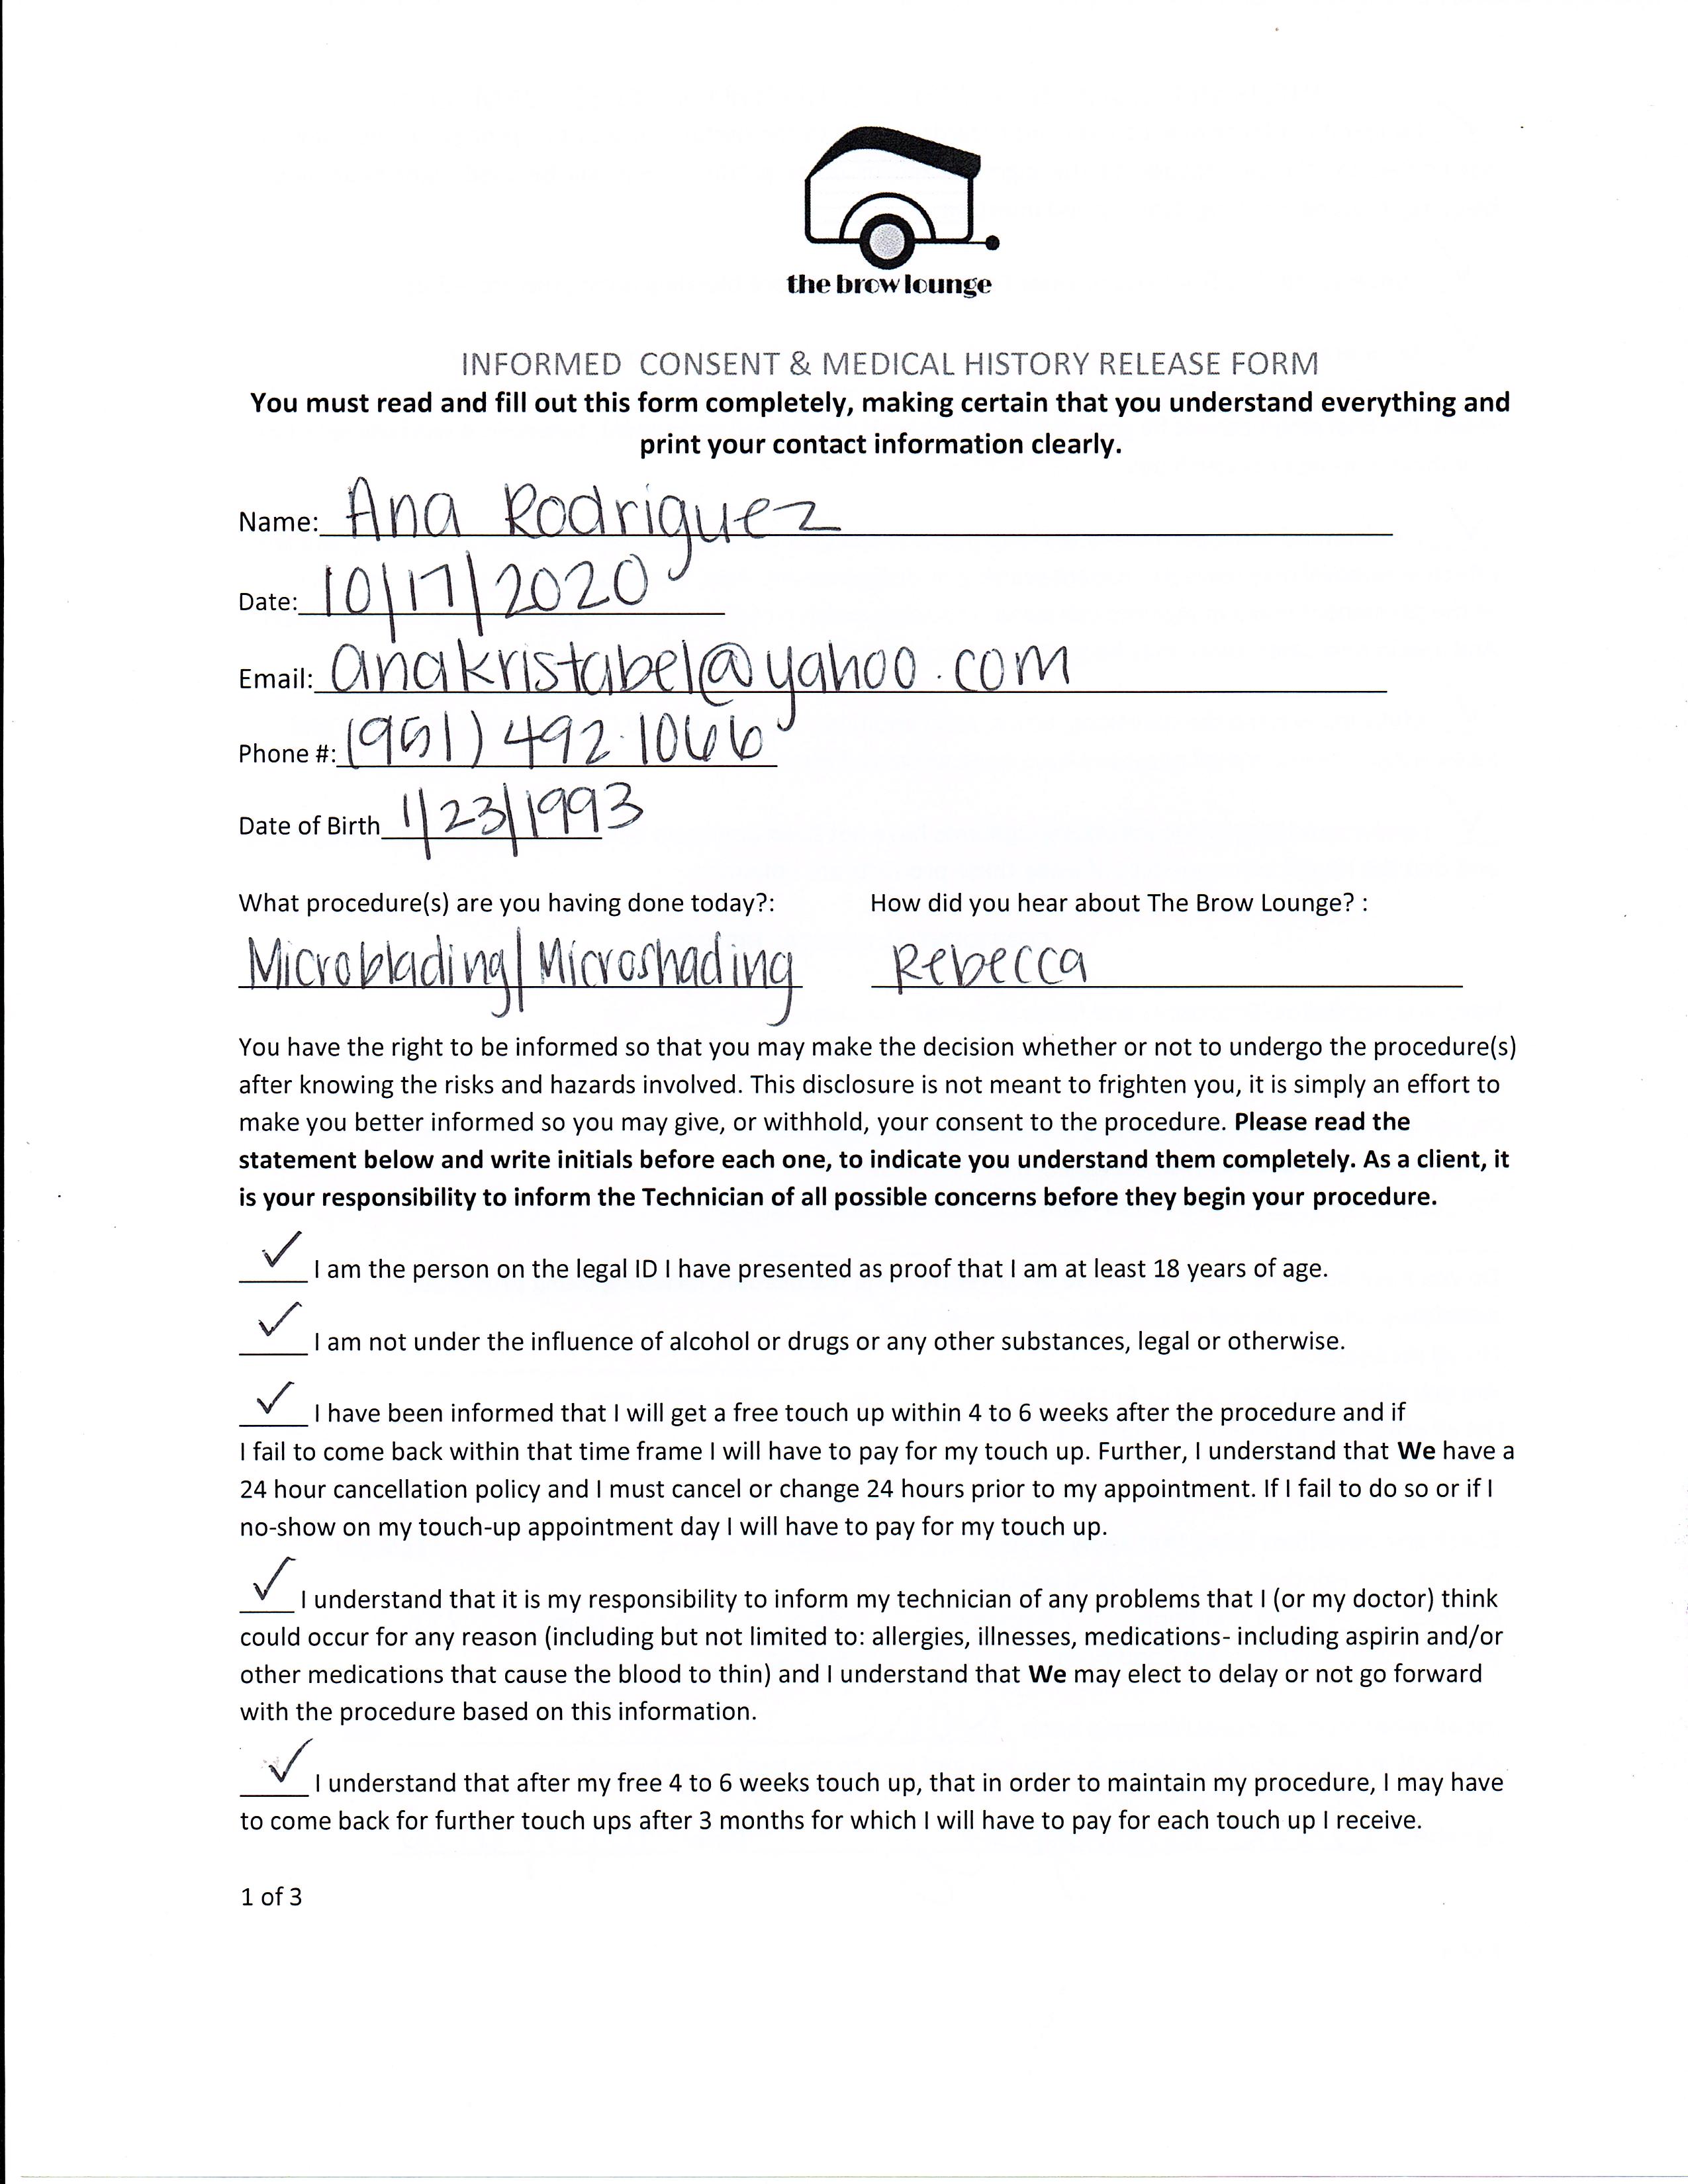 the brow lounge
INFORMED CONSENT & MEDICAL HISTORY RELEASE FORM
You must read and fill out this form completely, making certain that you understand everything and
print your contact information clearly.
Name: Ana Rodriguez
Date: 10/17/2020
Email: anakristabel@yahoo.com
Phone #: (951) 492.1066
Date of Birth 1/23/1993
What procedure(s) are you having done today?: How did you hear about The Brow Lounge? :
Microblading/Microshading Rebecca
You have the right to be informed so that you may make the decision whether or not to undergo the procedure(s)
after knowing the risks and hazards involved. This disclosure is not meant to frighten you, it is simply an effort to
make you better informed so you may give, or withhold, your consent to the procedure. Please read the
statement below and write initials before each one, to indicate you understand them completely. As a client, it
is your responsibility to inform the Technician of all possible concerns before they begin your procedure.
✓ I am the person on the legal ID I have presented as proof that I am at least 18 years of age.
✓ I am not under the influence of alcohol or drugs or any other substances, legal or otherwise.
✓ I have been informed that I will get a free touch up within 4 to 6 weeks after the procedure and if
I fail to come back within that time frame I will have to pay for my touch up. Further, I understand that We have a
24 hour cancellation policy and I must cancel or change 24 hours prior to my appointment. If I fail to do so or if I
no-show on my touch-up appointment day I will have to pay for my touch up.
✓ I understand that it is my responsibility to inform my technician of any problems that I (or my doctor) think
could occur for any reason (including but not limited to: allergies, illnesses, medications- including aspirin and/or
other medications that cause the blood to thin) and I understand that We may elect to delay or not go forward
with the procedure based on this information.
✓ I understand that after my free 4 to 6 weeks touch up, that in order to maintain my procedure, I may have
to come back for further touch ups after 3 months for which I will have to pay for each touch up I receive.
1 of 3